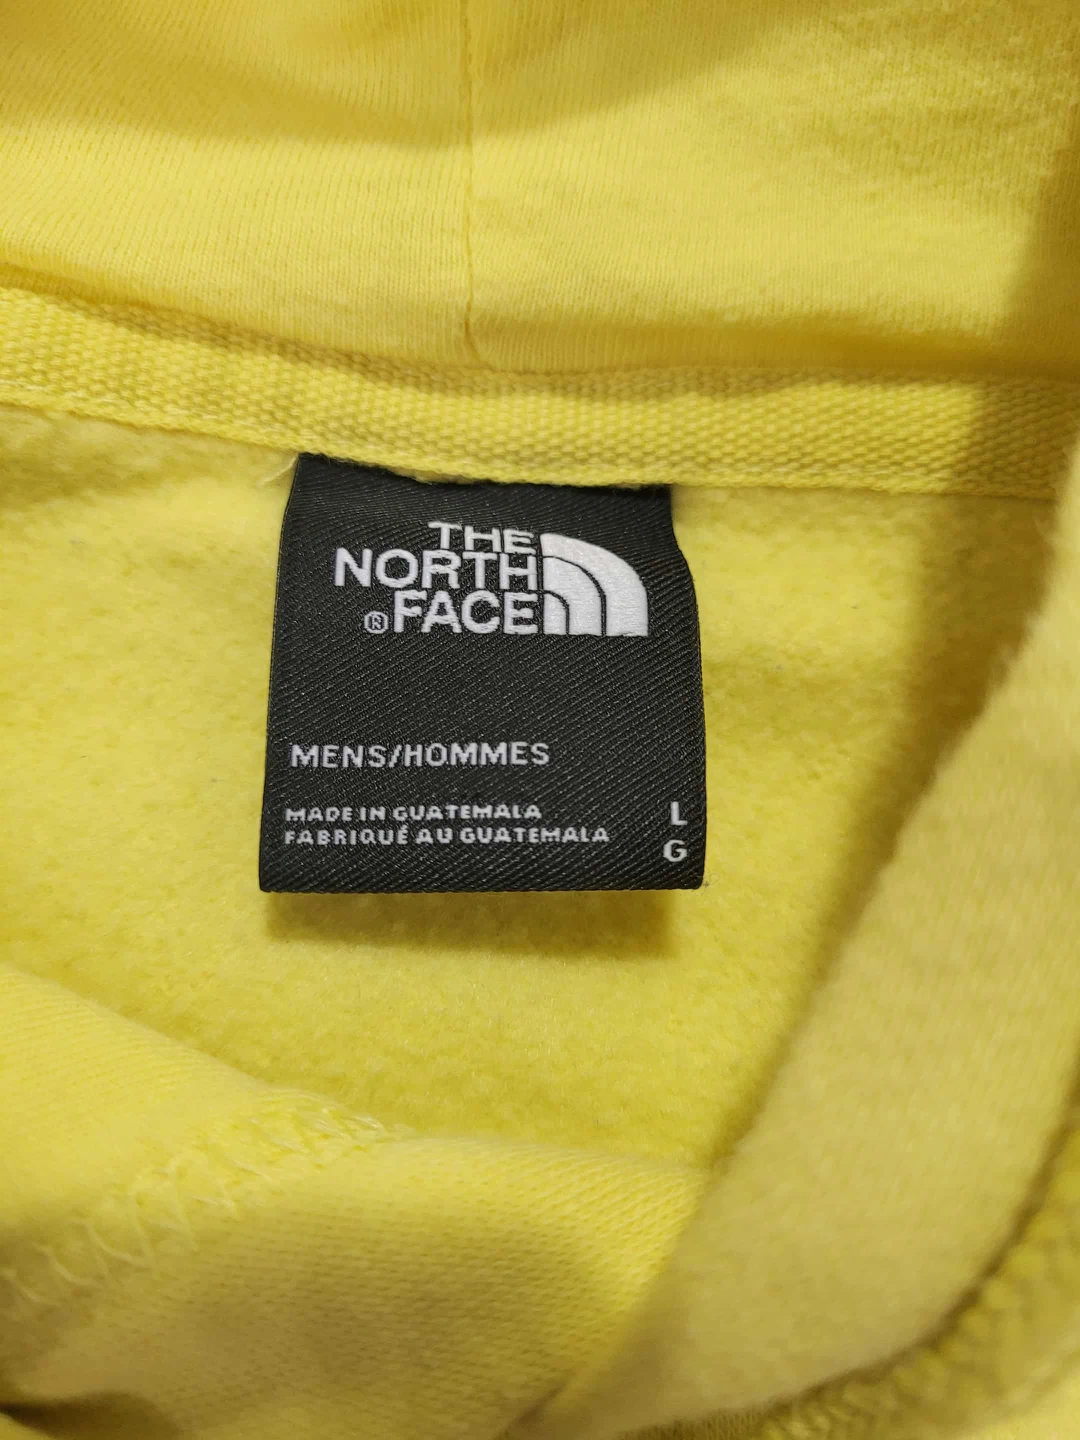 THE
NORTH
®FACE
MENS/HOMMES
MADE IN GUATEMALA
FABRIQUÉ AU GUATEMALA
L
G